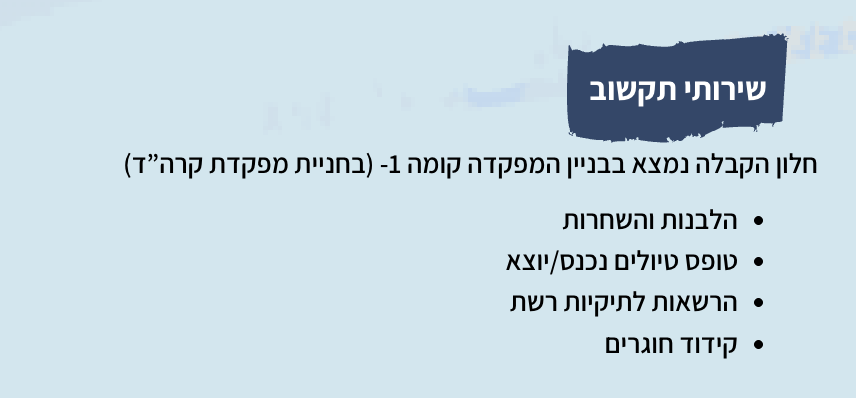 שירותי תקשוב
חלון הקבלה נמצא בבניין המפקדה קומה 1- (בחניית מפקדת קרה”ד)
• הלבנות והשחרות
• טופס טיולים נכנס/יוצא
• הרשאות לתיקיות רשת
• קידוד חוגרים